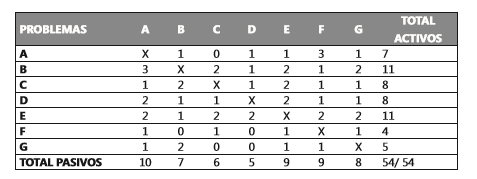 PROBLEMAS A B C D E F G TOTAL ACTIVOS
A X 1 0 1 1 3 1 7
B 3 X 2 1 2 1 2 11
C 1 2 X 1 2 1 1 8
D 2 1 1 X 2 1 1 8
E 2 1 2 2 X 2 2 11
F 1 0 1 0 1 X 1 4
G 1 2 0 0 1 1 X 5
TOTAL PASIVOS 10 7 6 5 9 9 8 54/ 54